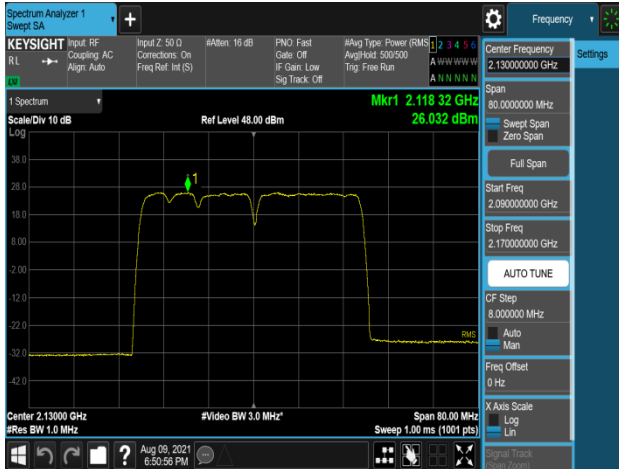 Spectrum Analyzer 1
Swept SA
+
Frequency
KEYSIGHT
RL
Input: RF
Coupling: AC
Align: Auto
Input Z: 50 Ω
Corrections: On
Freq Ref: Int (S)
#Atten: 16 dB
PNO: Fast
Gate: Off
IF Gain: Low
Sig Track: Off
#Avg Type: Power (RMS
Avg|Hold: 500/500
Trig: Free Run
1 2 3 4 5 6
A W W W W W
A N N N N N
1 Spectrum
Scale/Div 10 dB
Ref Level 48.00 dBm
Mkr1 2.118 32 GHz
26.032 dBm
Log
38.0
28.0
18.0
8.00
-2.00
-12.0
-22.0
-32.0
-42.0
1
RMS
Center 2.13000 GHz
#Res BW 1.0 MHz
#Video BW 3.0 MHz*
Span 80.00 MHz
Sweep 1.00 ms (1001 pts)
Aug 09, 2021
6:50:56 PM
?
Center Frequency
2.130000000 GHz
Settings
Span
80.0000000 MHz
Swept Span
Zero Span
Full Span
Start Freq
2.090000000 GHz
Stop Freq
2.170000000 GHz
AUTO TUNE
CF Step
8.000000 MHz
Auto
Man
Freq Offset
0 Hz
X Axis Scale
Log
Lin
Signal Track
(Span Zoom)